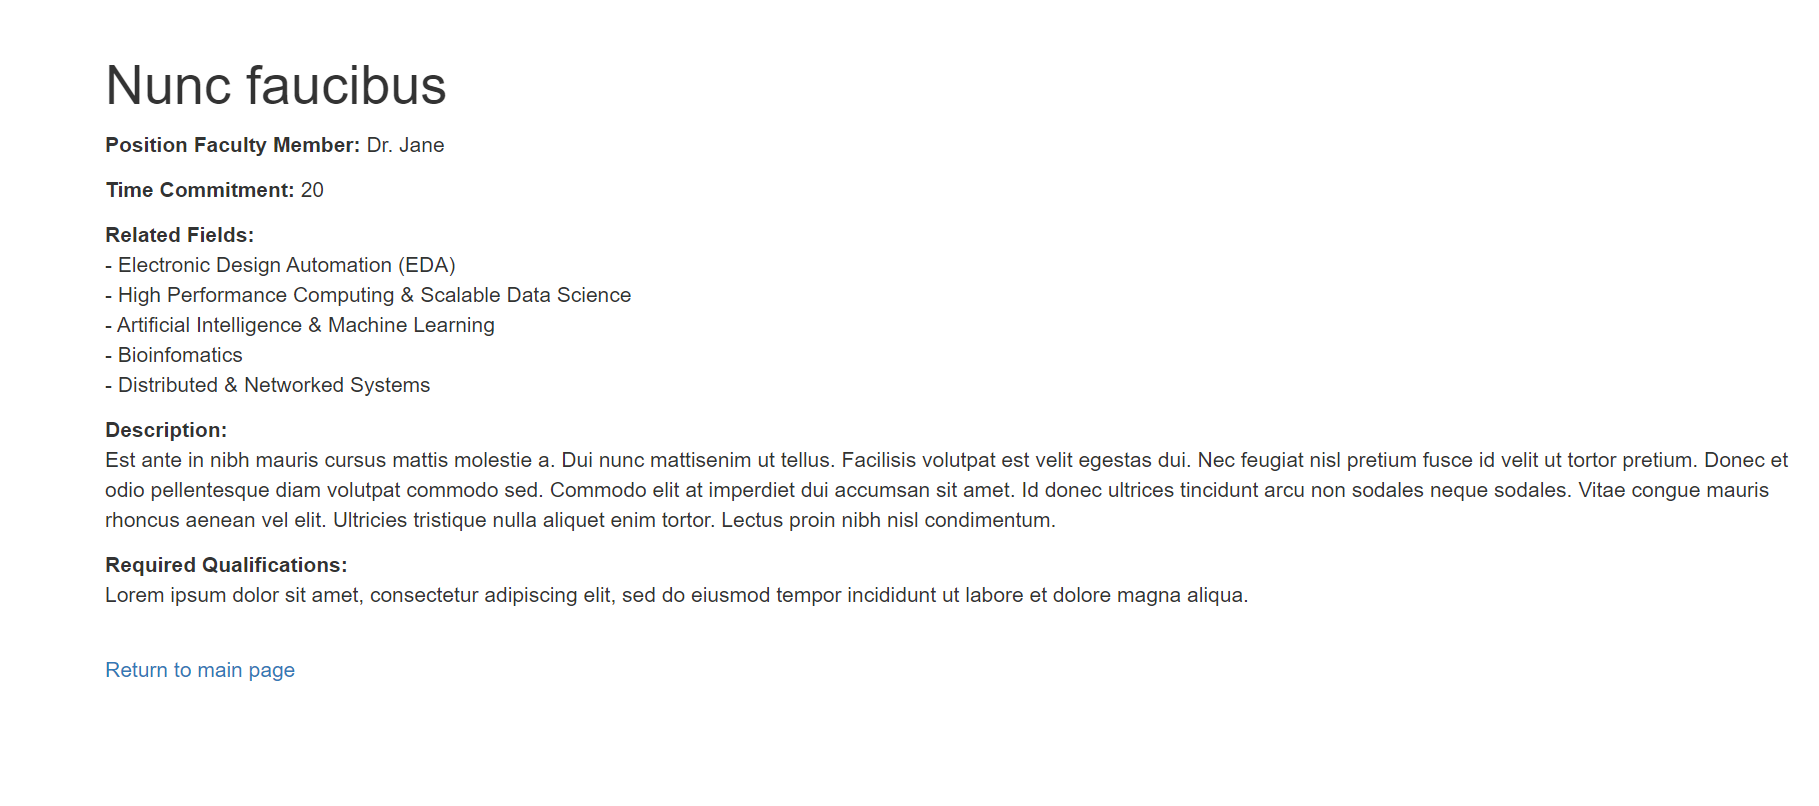 Nunc faucibus
Position Faculty Member: Dr. Jane
Time Commitment: 20
Related Fields:
- Electronic Design Automation (EDA)
- High Performance Computing & Scalable Data Science
- Artificial Intelligence & Machine Learning
- Bioinfomatics
- Distributed & Networked Systems
Description:
Est ante in nibh mauris cursus mattis molestie a. Dui nunc mattisenim ut tellus. Facilisis volutpat est velit egestas dui. Nec feugiat nisl pretium fusce id velit ut tortor pretium. Donec et
odio pellentesque diam volutpat commodo sed. Commodo elit at imperdiet dui accumsan sit amet. Id donec ultrices tincidunt arcu non sodales neque sodales. Vitae congue mauris
rhoncus aenean vel elit. Ultricies tristique nulla aliquet enim tortor. Lectus proin nibh nisl condimentum.
Required Qualifications:
Lorem ipsum dolor sit amet, consectetur adipiscing elit, sed do eiusmod tempor incididunt ut labore et dolore magna aliqua.
Return to main page